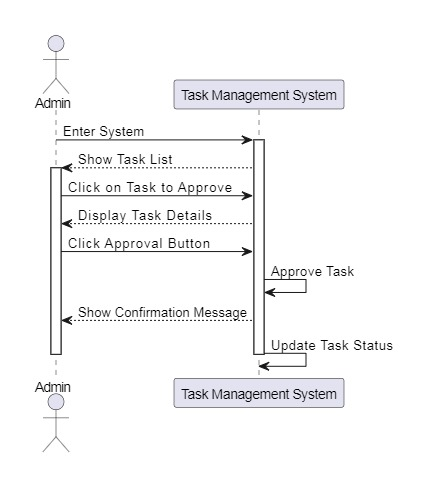 Admin
Task Management System
Enter System
Show Task List
Click on Task to Approve
Display Task Details
Click Approval Button
Approve Task
Show Confirmation Message
Update Task Status
Admin
Task Management System